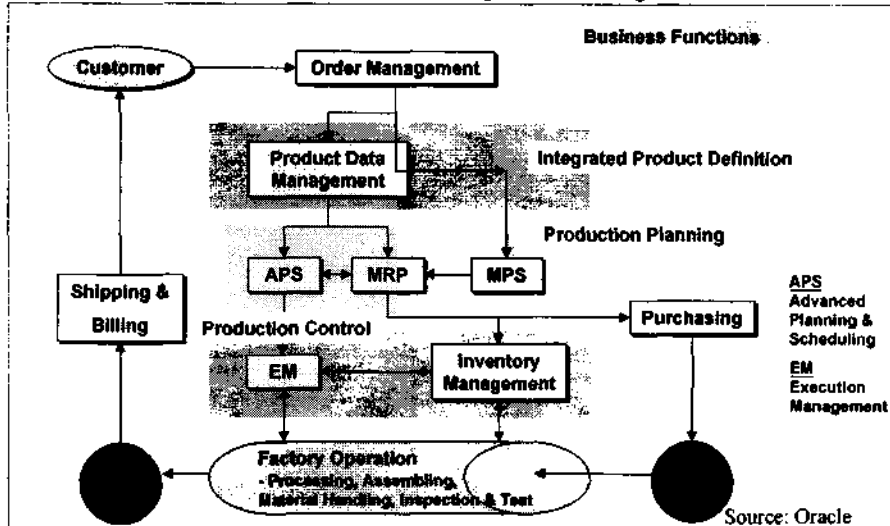 Business Functions
Customer
Order Management
Product Data
Management
Integrated Product Definition
Production Planning
APS
MRP
MPS
Shipping &
Billing
Production Control
Purchasing
APS
Advanced
Planning &
Scheduling
EM
Inventory
Management
EM
Execution
Management
Factory Operation
- Processing, Assembling,
Material Handling, Inspection & Test
Source: Oracle